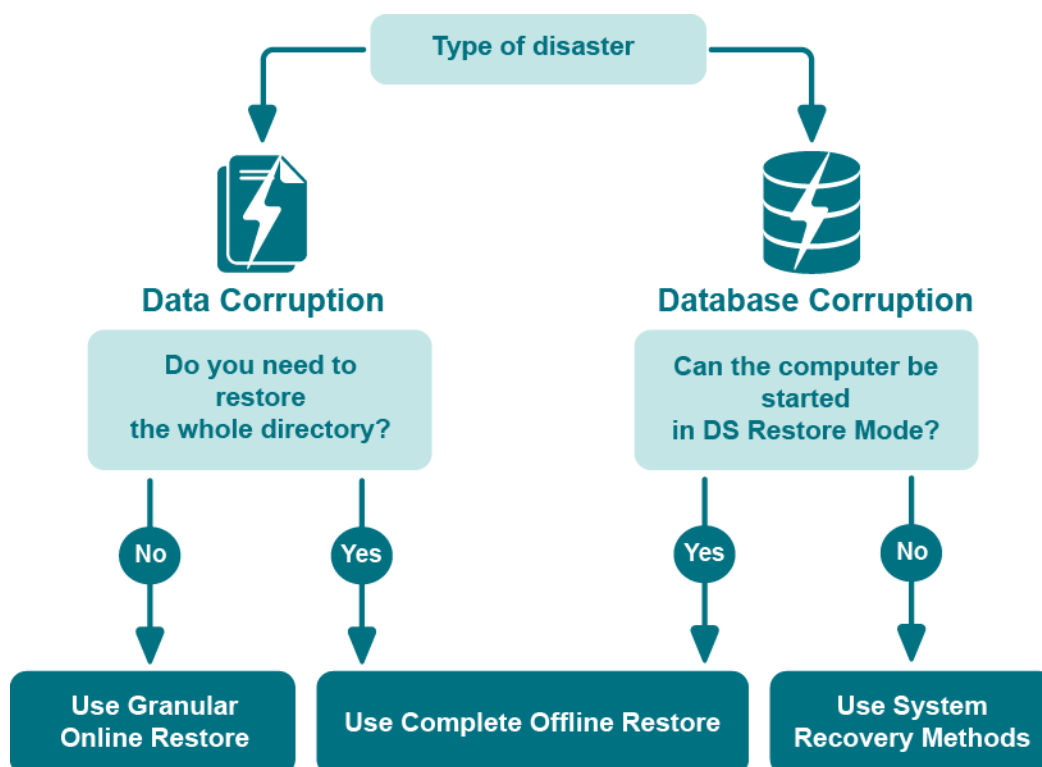 Type of disaster
Data Corruption
Database Corruption
Do you need to
restore
the whole directory?
Can the computer be
started
in DS Restore Mode?
No
Yes
Yes
No
Use Granular
Online Restore
Use Complete Offline Restore
Use System
Recovery Methods